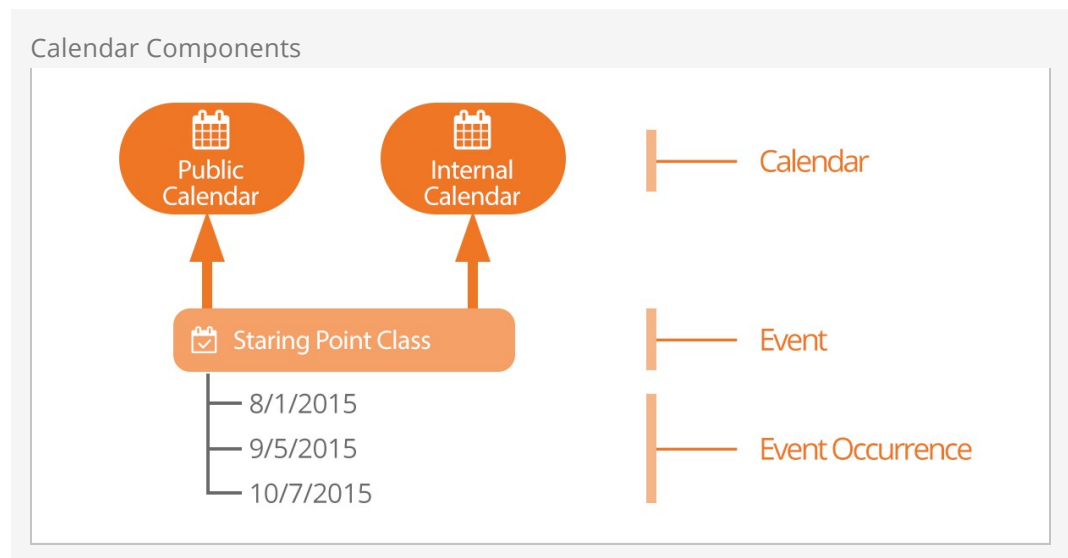 Calendar Components
Public
Calendar
Internal
Calendar
Calendar
Staring Point Class
Event
8/1/2015
9/5/2015
10/7/2015
Event Occurrence